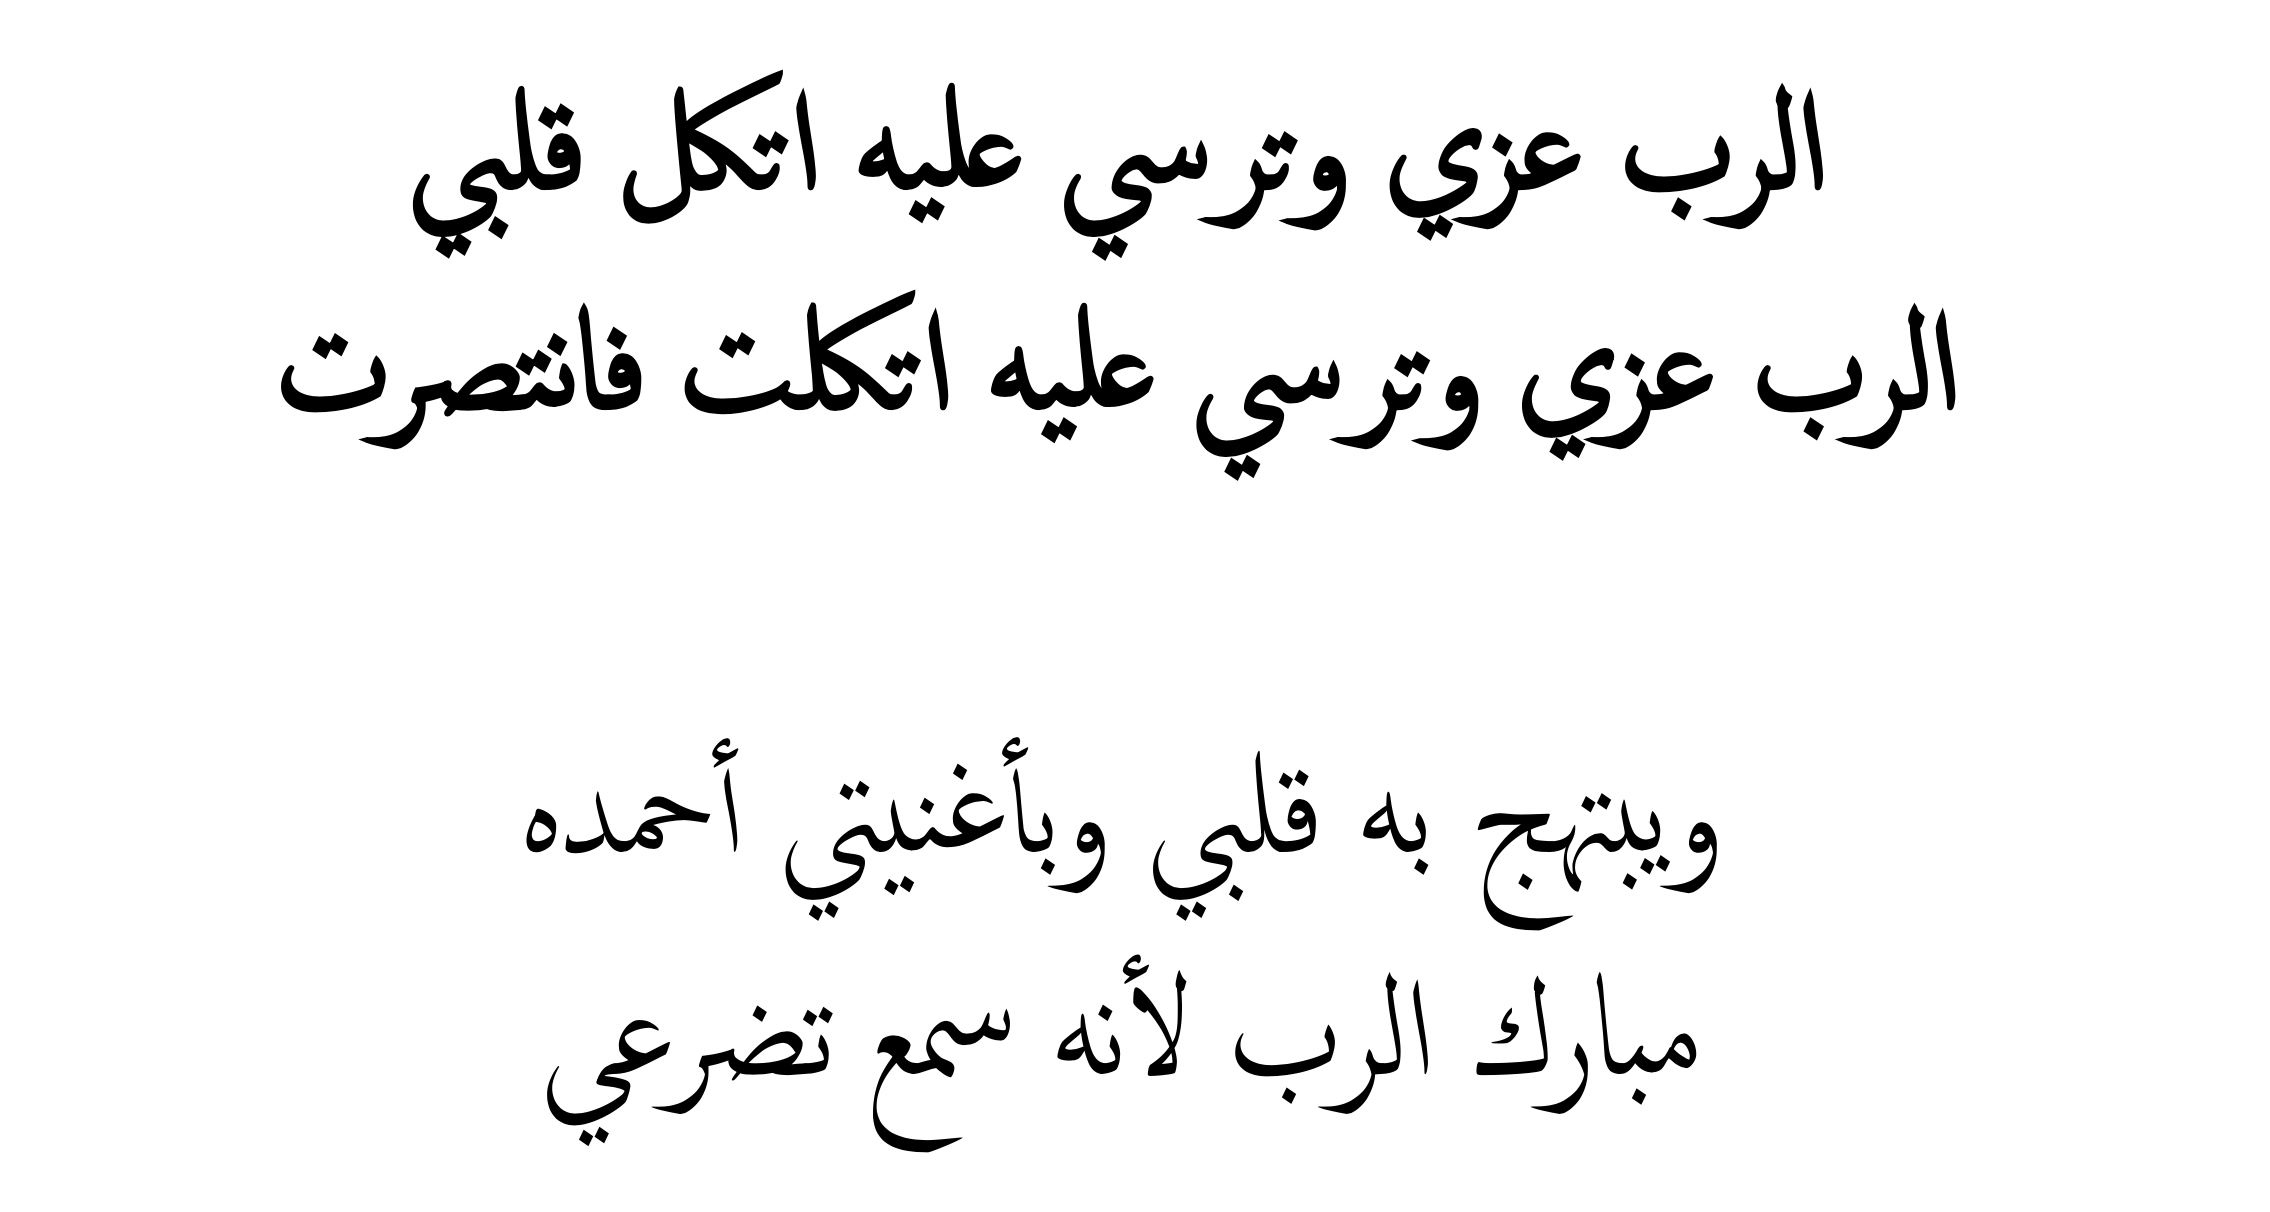 الرب عزي وترسي عليه اتكل قلبي
الرب عزي وترسي عليه اتكلت فانتصرت
ويبتهج به قلبي وبأغنيتي أحمده
مبارك الرب لأنه سمع تضرعي